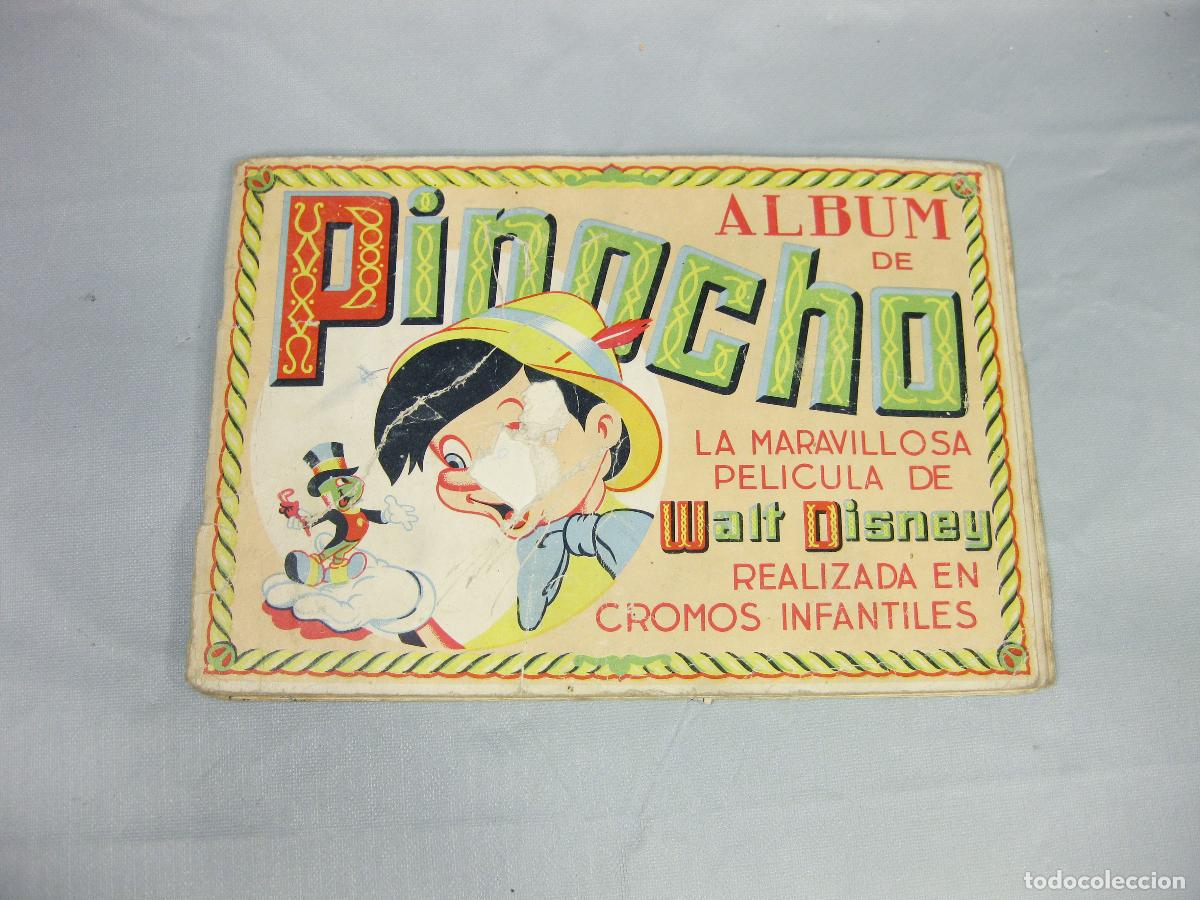 ALBUM
DE
Pinocho
LA MARAVILLOSA
PELICULA DE
Walt Disney
REALIZADA EN
CROMOS INFANTILES
todocoleccion